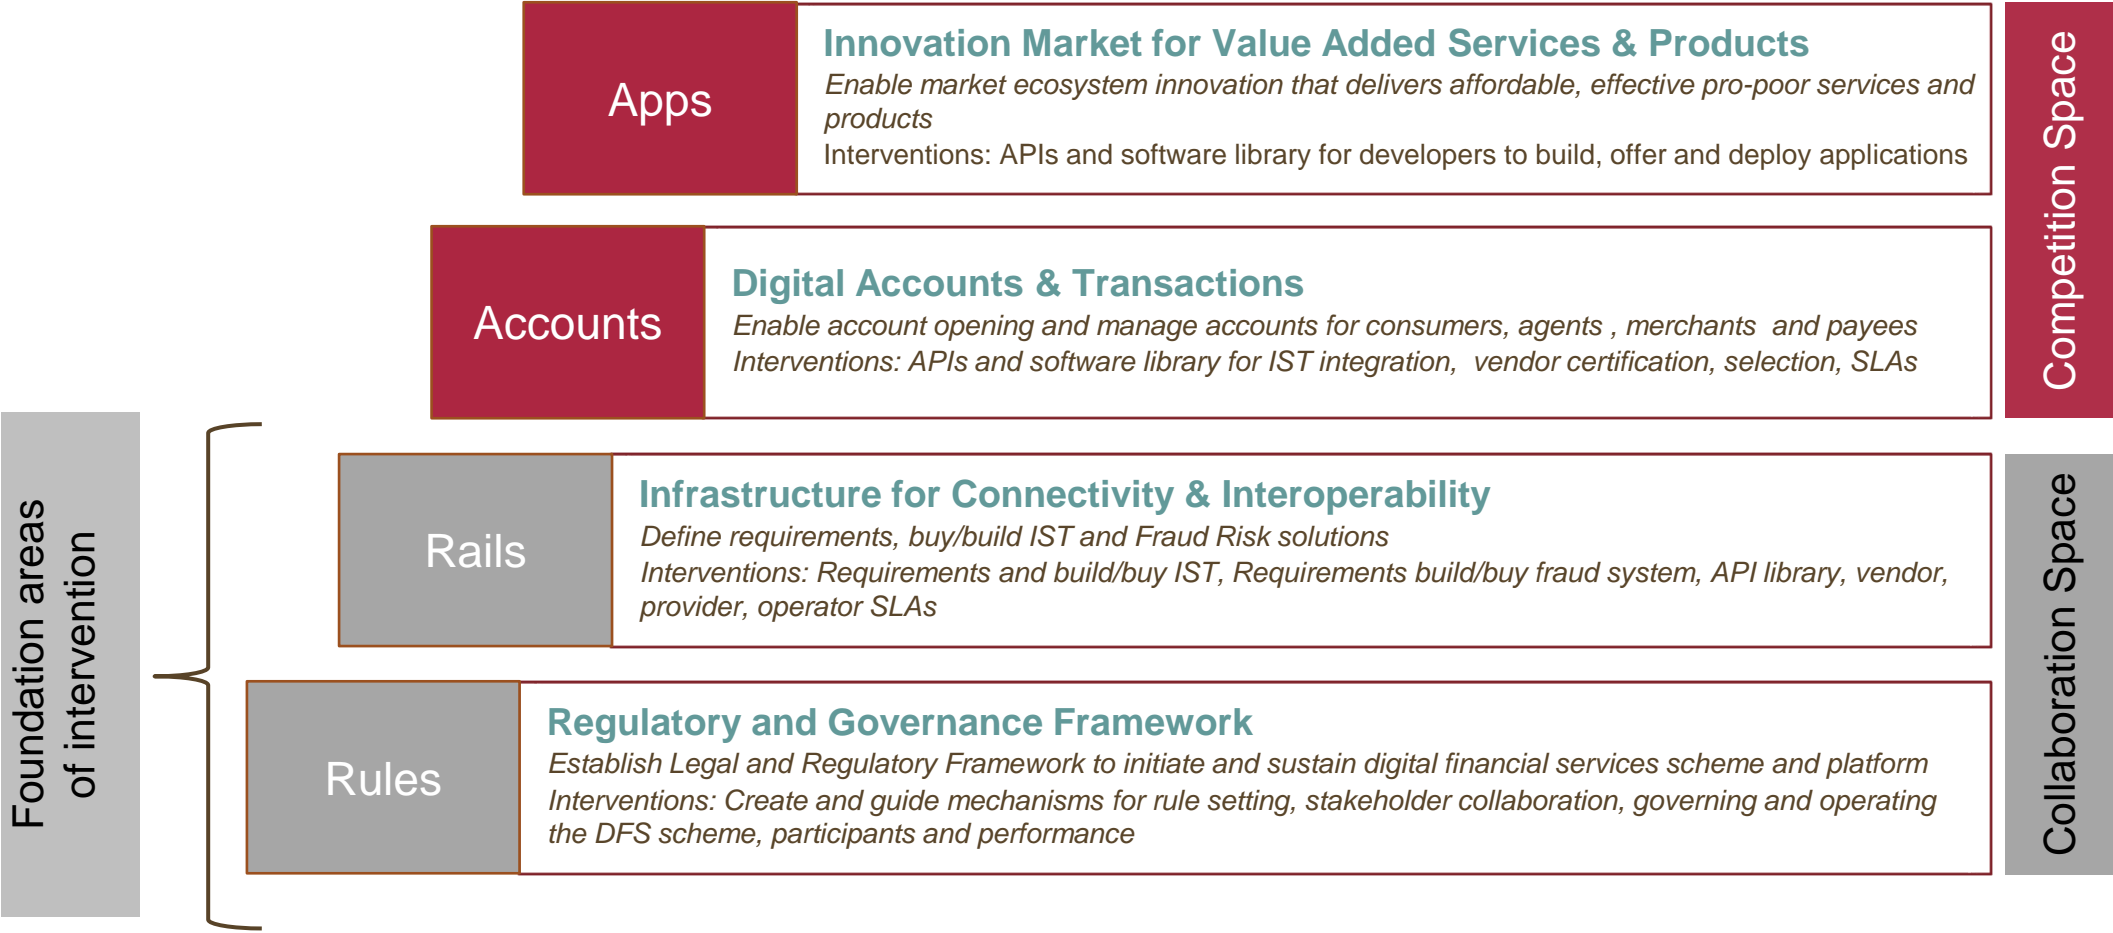 Apps
Innovation Market for Value Added Services & Products
Enable market ecosystem innovation that delivers affordable, effective pro-poor services and
products
Interventions: APIs and software library for developers to build, offer and deploy applications
Accounts
Digital Accounts & Transactions
Enable account opening and manage accounts for consumers, agents , merchants  and payees
Interventions: APIs and software library for IST integration,  vendor certification, selection, SLAs
Competition Space
Foundation areas
of intervention
Rails
Infrastructure for Connectivity & Interoperability
Define requirements, buy/build IST and Fraud Risk solutions
Interventions: Requirements and build/buy IST, Requirements build/buy fraud system, API library, vendor,
provider, operator SLAs
Rules
Regulatory and Governance Framework
Establish Legal and Regulatory Framework to initiate and sustain digital financial services scheme and platform
Interventions: Create and guide mechanisms for rule setting, stakeholder collaboration, governing and operating
the DFS scheme, participants and performance
Collaboration Space